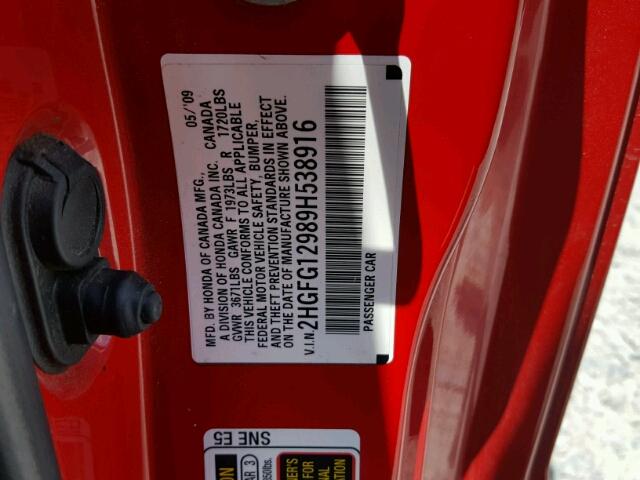 MFD. BY HONDA OF CANADA MFG., 05/'09
A DIVISION OF HONDA CANADA INC. CANADA
GVWR 3671LBS GAWR F 1973LBS R 1720LBS
THIS VEHICLE CONFORMS TO ALL APPLICABLE
FEDERAL MOTOR VEHICLE SAFETY, BUMPER,
AND THEFT PREVENTION STANDARDS IN EFFECT
ON THE DATE OF MANUFACTURE SHOWN ABOVE.
V.I.N. 2HGFG12989H538916
PASSENGER CAR
SNE E5